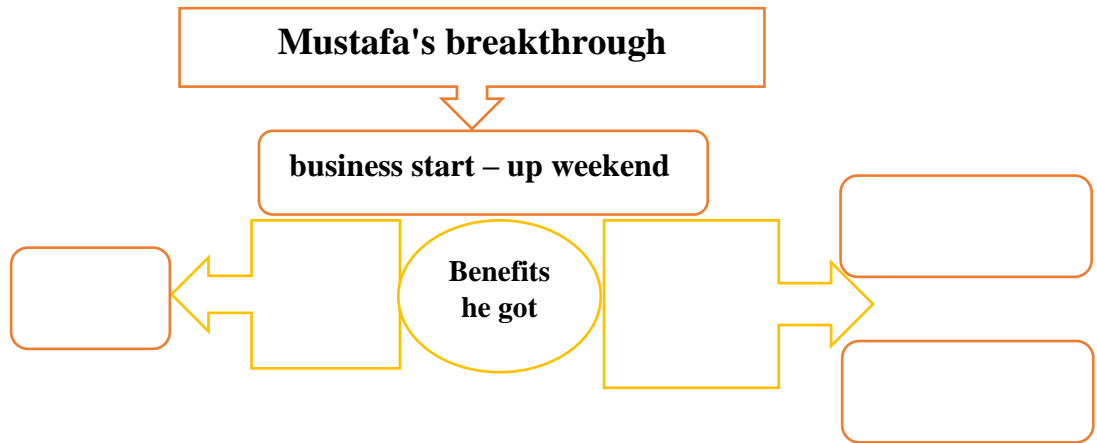 Mustafa's breakthrough
business start – up weekend
Benefits
he got